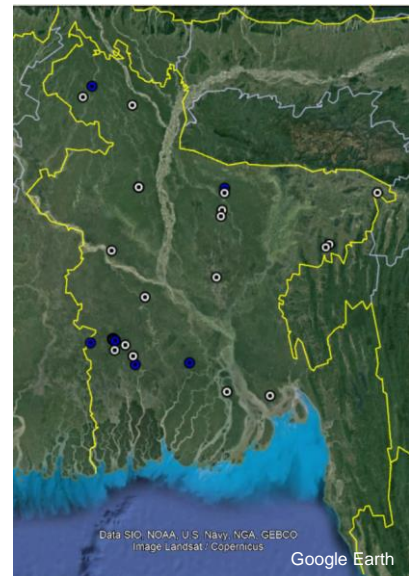 Data SIO, NOAA, U.S. Navy, NGA, GEBCO
Image Landsat / Copernicus
Google Earth